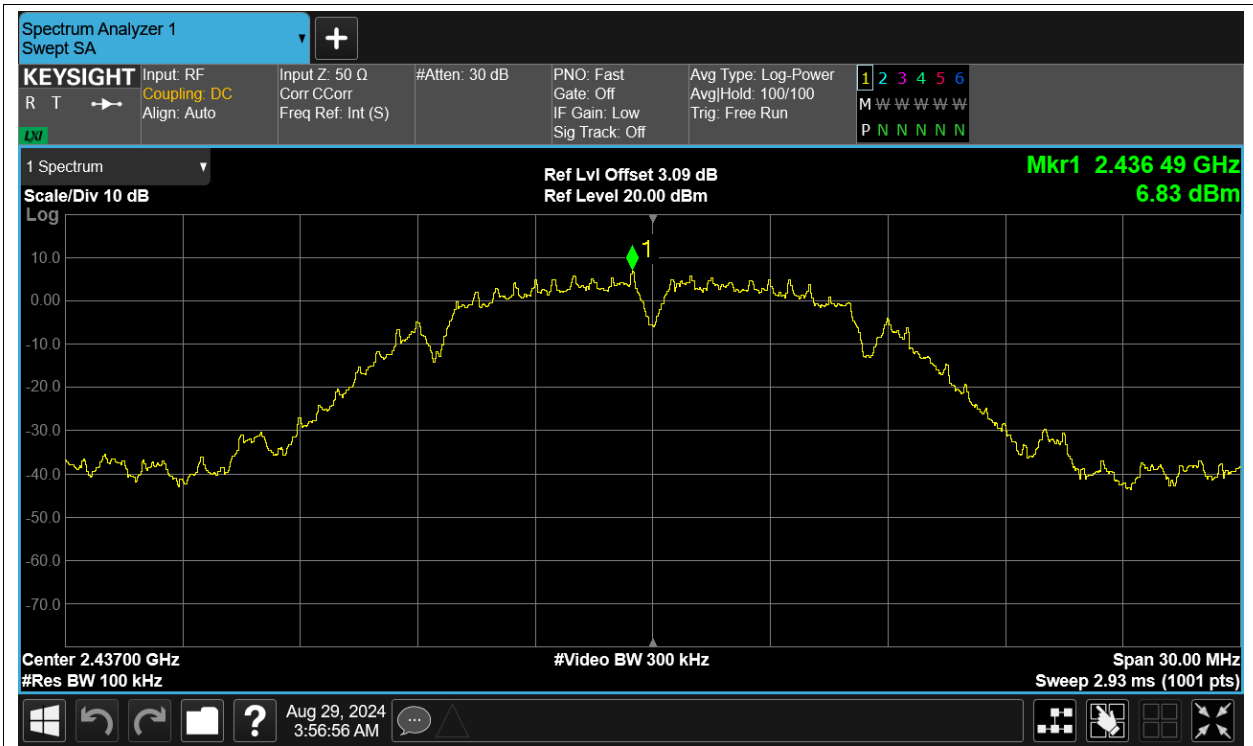 Spectrum Analyzer 1
Swept SA
KEYSIGHT
R T
LXI
Input: RF
Coupling: DC
Align: Auto
Input Z: 50 Ω
Corr CCorr
Freq Ref: Int (S)
#Atten: 30 dB
PNO: Fast
Gate: Off
IF Gain: Low
Sig Track: Off
Avg Type: Log-Power
Avg|Hold: 100/100
Trig: Free Run
1 2 3 4 5 6
M W W W W W W
P N N N N N
1 Spectrum
Scale/Div 10 dB
Ref Lvl Offset 3.09 dB
Ref Level 20.00 dBm
Mkr1 2.436 49 GHz
6.83 dBm
Log
1
10.0
0.00
-10.0
-20.0
-30.0
-40.0
-50.0
-60.0
-70.0
Center 2.43700 GHz
#Video BW 300 kHz
Span 30.00 MHz
#Res BW 100 kHz
Sweep 2.93 ms (1001 pts)
?
Aug 29, 2024
3:56:56 AM